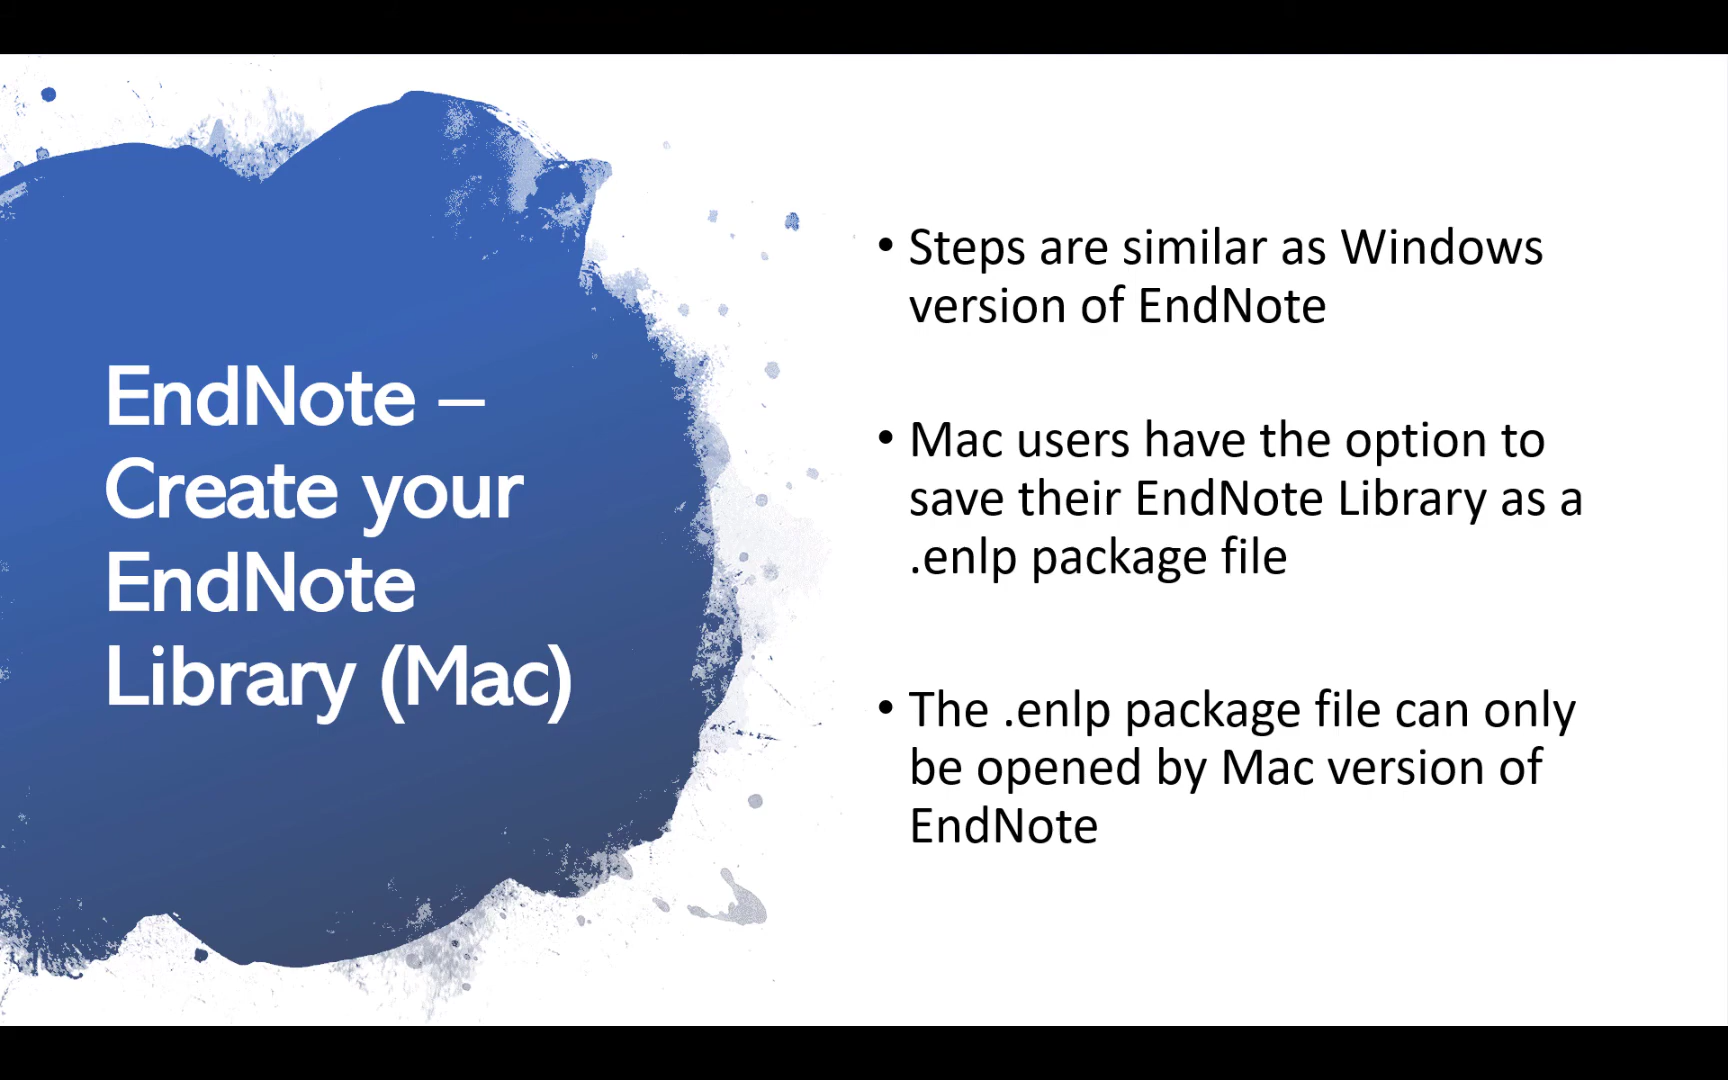 EndNote –
Create your
EndNote
Library (Mac)
• Steps are similar as Windows
version of EndNote
• Mac users have the option to
save their EndNote Library as a
.enlp package file
• The .enlp package file can only
be opened by Mac version of
EndNote